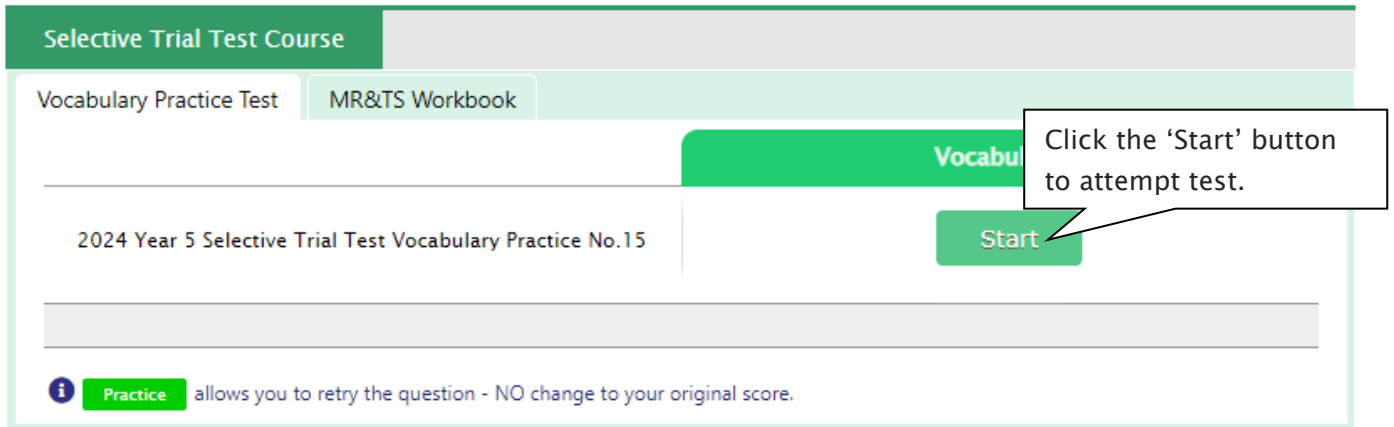 Selective Trial Test Course
Vocabulary Practice Test
MR&TS Workbook
Click the ‘Start’ button
to attempt test.
2024 Year 5 Selective Trial Test Vocabulary Practice No.15
Start
Practice allows you to retry the question - NO change to your original score.